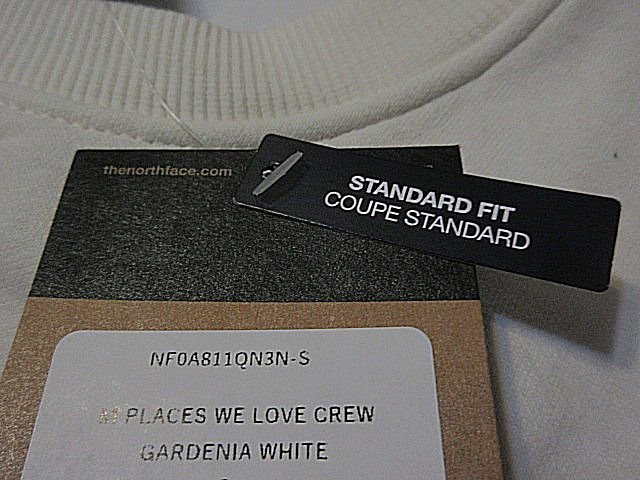 thenorthface.com
STANDARD FIT
COUPE STANDARD
NF0A811QN3N-S
M PLACES WE LOVE CREW
GARDENIA WHITE